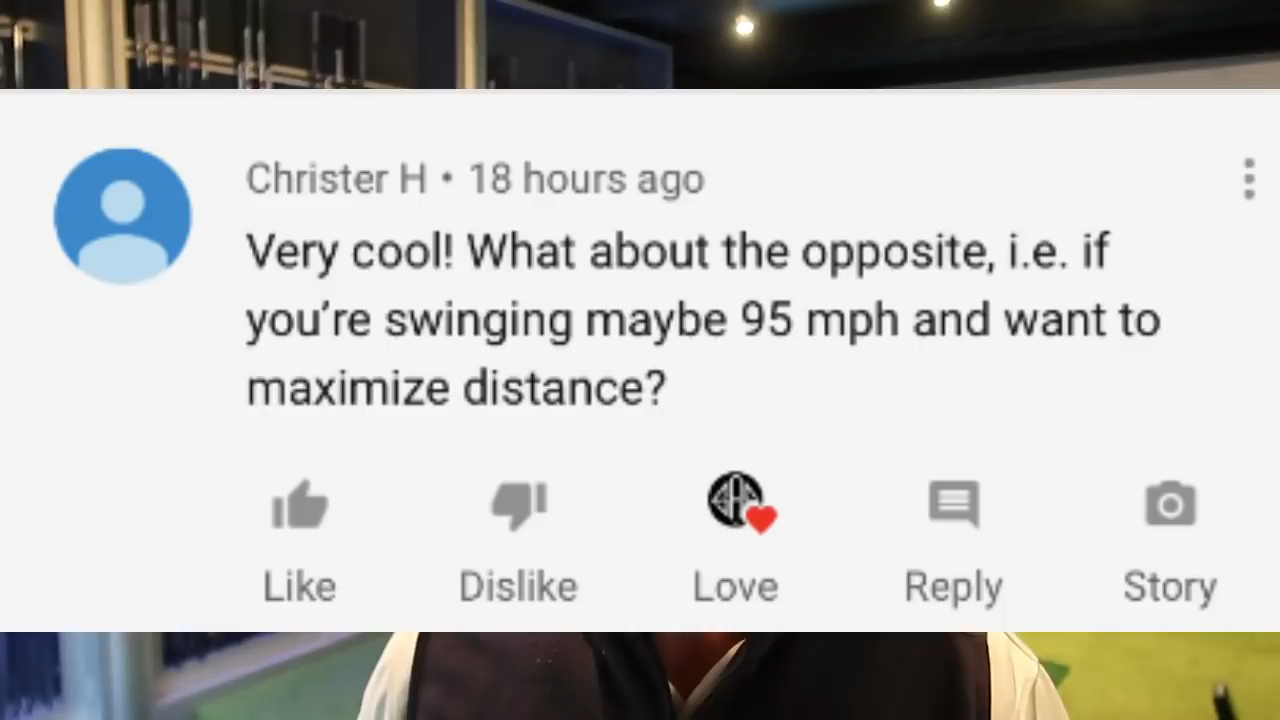 Christer H • 18 hours ago
Very cool! What about the opposite, i.e. if
you’re swinging maybe 95 mph and want to
maximize distance?
Like Dislike Love Reply Story